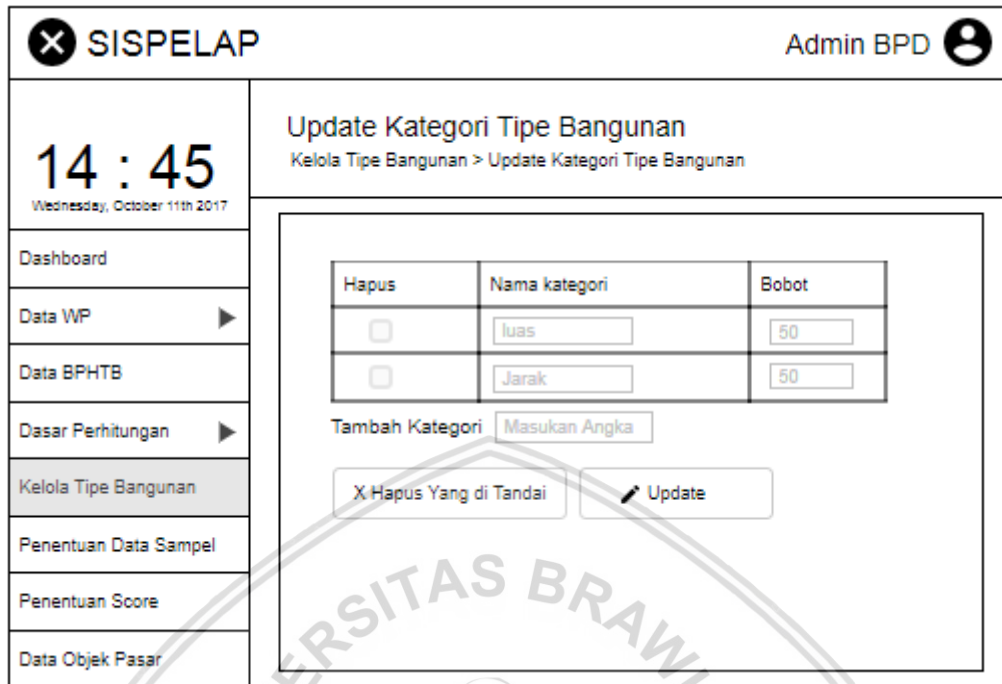 SISPELAP
Admin BPD
14 : 45
Wednesday, October 11th 2017
Dashboard
Data WP
Data BPHTB
Dasar Perhitungan
Kelola Tipe Bangunan
Penentuan Data Sampel
Penentuan Score
Data Objek Pasar
Update Kategori Tipe Bangunan
Kelola Tipe Bangunan > Update Kategori Tipe Bangunan
Hapus Nama kategori Bobot
luas 50
Jarak 50
Tambah Kategori Masukan Angka
X Hapus Yang di Tandai Update
ERSITAS BRAW